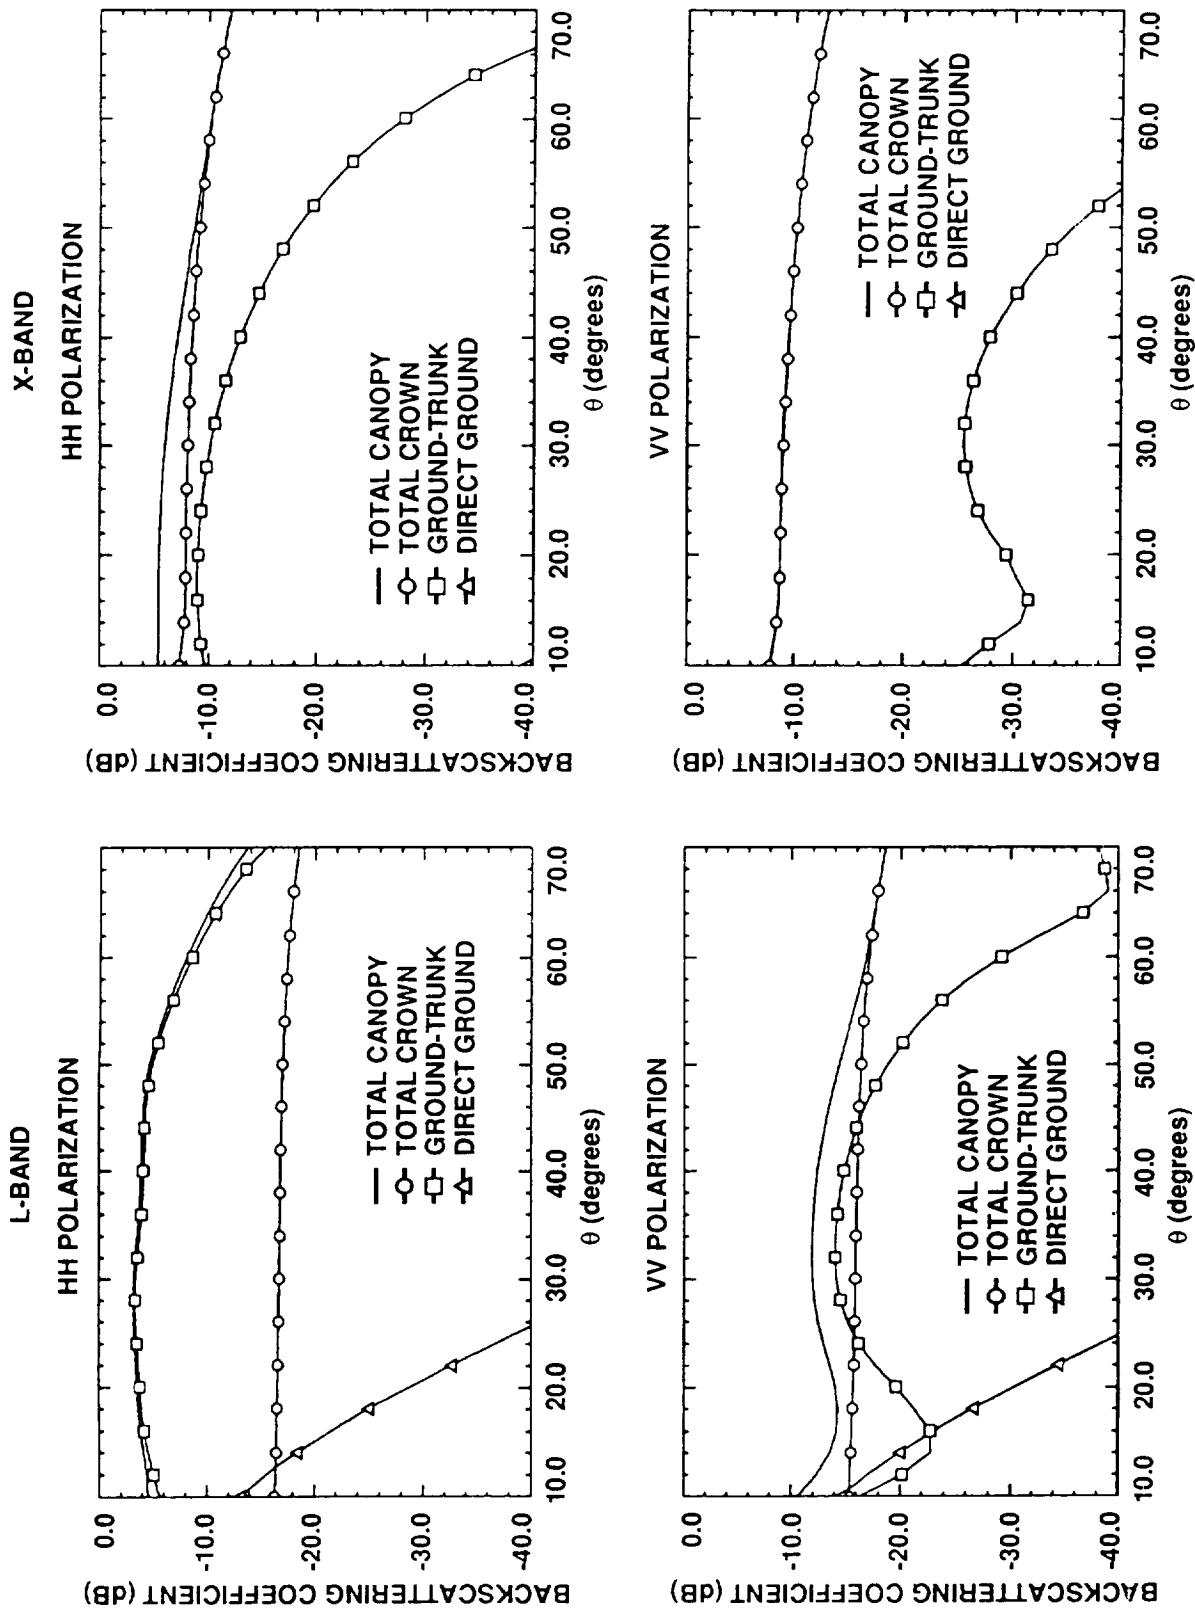 L-BAND
HH POLARIZATION
BACKSCATTERING COEFFICIENT (dB)
0.0
-10.0
-20.0
-30.0
-40.0
TOTAL CANOPY
TOTAL CROWN
GROUND-TRUNK
DIRECT GROUND
10.0 20.0 30.0 40.0 50.0 60.0 70.0
θ (degrees)
X-BAND
HH POLARIZATION
BACKSCATTERING COEFFICIENT (dB)
0.0
-10.0
-20.0
-30.0
-40.0
TOTAL CANOPY
TOTAL CROWN
GROUND-TRUNK
DIRECT GROUND
10.0 20.0 30.0 40.0 50.0 60.0 70.0
θ (degrees)
VV POLARIZATION
BACKSCATTERING COEFFICIENT (dB)
0.0
-10.0
-20.0
-30.0
-40.0
TOTAL CANOPY
TOTAL CROWN
GROUND-TRUNK
DIRECT GROUND
10.0 20.0 30.0 40.0 50.0 60.0 70.0
θ (degrees)
VV POLARIZATION
BACKSCATTERING COEFFICIENT (dB)
0.0
-10.0
-20.0
-30.0
-40.0
TOTAL CANOPY
TOTAL CROWN
GROUND-TRUNK
DIRECT GROUND
10.0 20.0 30.0 40.0 50.0 60.0 70.0
θ (degrees)